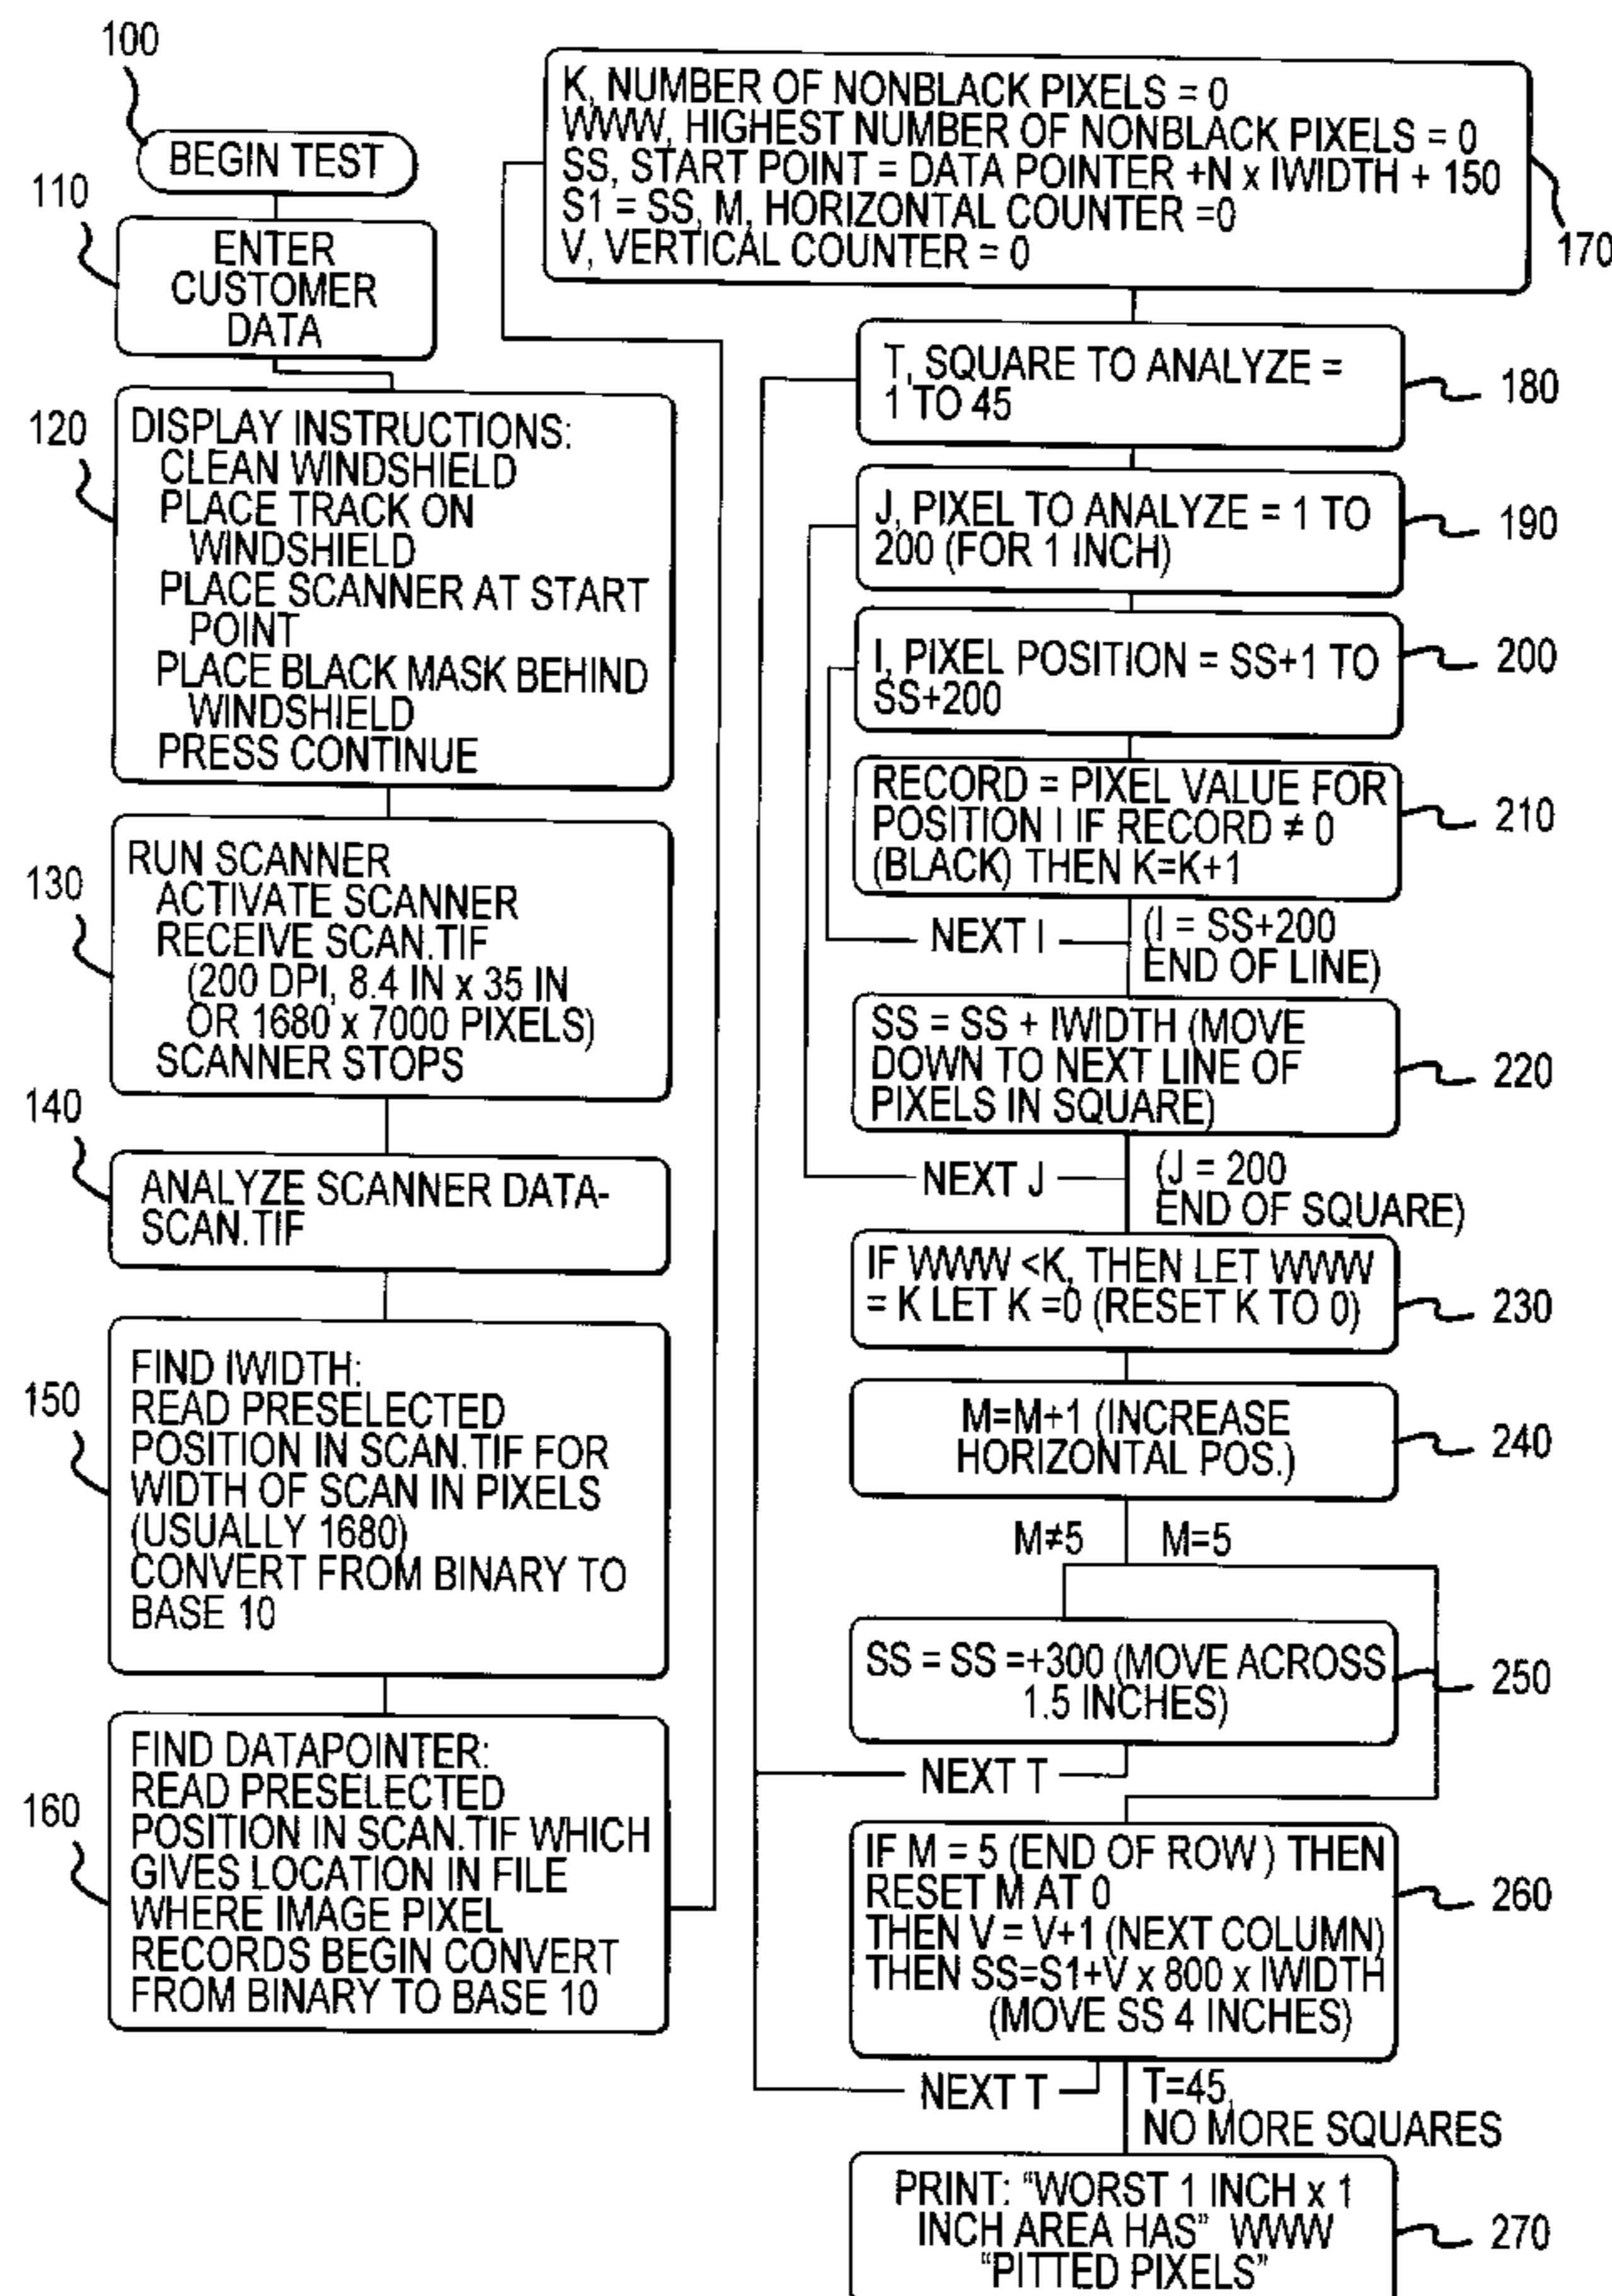 100
BEGIN TEST
110
ENTER
CUSTOMER
DATA
120
DISPLAY INSTRUCTIONS:
CLEAN WINDSHIELD
PLACE TRACK ON
WINDSHIELD
PLACE SCANNER AT START
POINT
PLACE BLACK MASK BEHIND
WINDSHIELD
PRESS CONTINUE
130
RUN SCANNER
ACTIVATE SCANNER
RECEIVE SCAN.TIF
(200 DPI, 8.4 IN x 35 IN
OR 1680 x 7000 PIXELS)
SCANNER STOPS
140
ANALYZE SCANNER DATA-
SCAN.TIF
150
FIND IWIDTH:
READ PRESELECTED
POSITION IN SCAN.TIF FOR
WIDTH OF SCAN IN PIXELS
(USUALLY 1680)
CONVERT FROM BINARY TO
BASE 10
160
FIND DATAPOINTER:
READ PRESELECTED
POSITION IN SCAN.TIF WHICH
GIVES LOCATION IN FILE
WHERE IMAGE PIXEL
RECORDS BEGIN CONVERT
FROM BINARY TO BASE 10
K, NUMBER OF NONBLACK PIXELS = 0
WWW, HIGHEST NUMBER OF NONBLACK PIXELS = 0
SS, START POINT = DATA POINTER +N x IWIDTH + 150
S1 = SS, M, HORIZONTAL COUNTER =0
V, VERTICAL COUNTER = 0
170
T, SQUARE TO ANALYZE =
1 TO 45
180
J, PIXEL TO ANALYZE = 1 TO
200 (FOR 1 INCH)
190
I, PIXEL POSITION = SS+1 TO
SS+200
200
RECORD = PIXEL VALUE FOR
POSITION I IF RECORD ≠ 0
(BLACK) THEN K=K+1
210
NEXT I
(I = SS+200
END OF LINE)
SS = SS + IWIDTH (MOVE
DOWN TO NEXT LINE OF
PIXELS IN SQUARE)
220
NEXT J
(J = 200
END OF SQUARE)
IF WWW <K, THEN LET WWW
= K LET K =0 (RESET K TO 0)
230
M=M+1 (INCREASE
HORIZONTAL POS.)
240
M≠5 M=5
SS = SS =+300 (MOVE ACROSS
1.5 INCHES)
250
NEXT T
IF M = 5 (END OF ROW ) THEN
RESET M AT 0
THEN V = V+1 (NEXT COLUMN)
THEN SS=S1+V x 800 x IWIDTH
(MOVE SS 4 INCHES)
260
NEXT T
T=45,
NO MORE SQUARES
PRINT: “WORST 1 INCH x 1
INCH AREA HAS” WWW
“PITTED PIXELS”
270